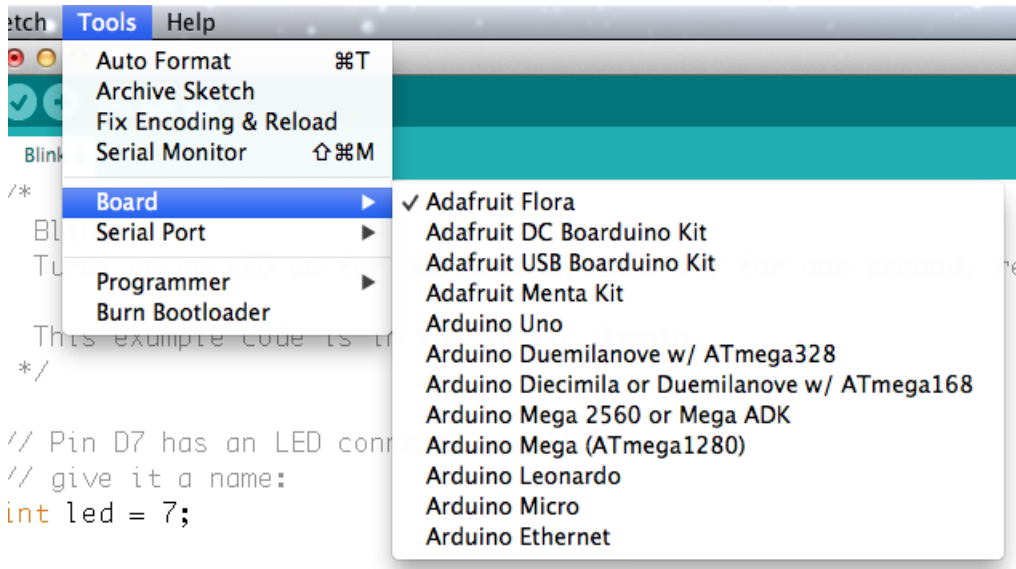 Tools Help
Auto Format ⌘T
Archive Sketch
Fix Encoding & Reload
Serial Monitor ⇧⌘M
Board
Serial Port
Programmer
Burn Bootloader
✓ Adafruit Flora
Adafruit DC Boarduino Kit
Adafruit USB Boarduino Kit
Adafruit Menta Kit
Arduino Uno
Arduino Duemilanove w/ ATmega328
Arduino Diecimila or Duemilanove w/ ATmega168
Arduino Mega 2560 or Mega ADK
Arduino Mega (ATmega1280)
Arduino Leonardo
Arduino Micro
Arduino Ethernet
Blink
/*
This example code is in
*/
// Pin D7 has an LED conn
// give it a name:
int led = 7;